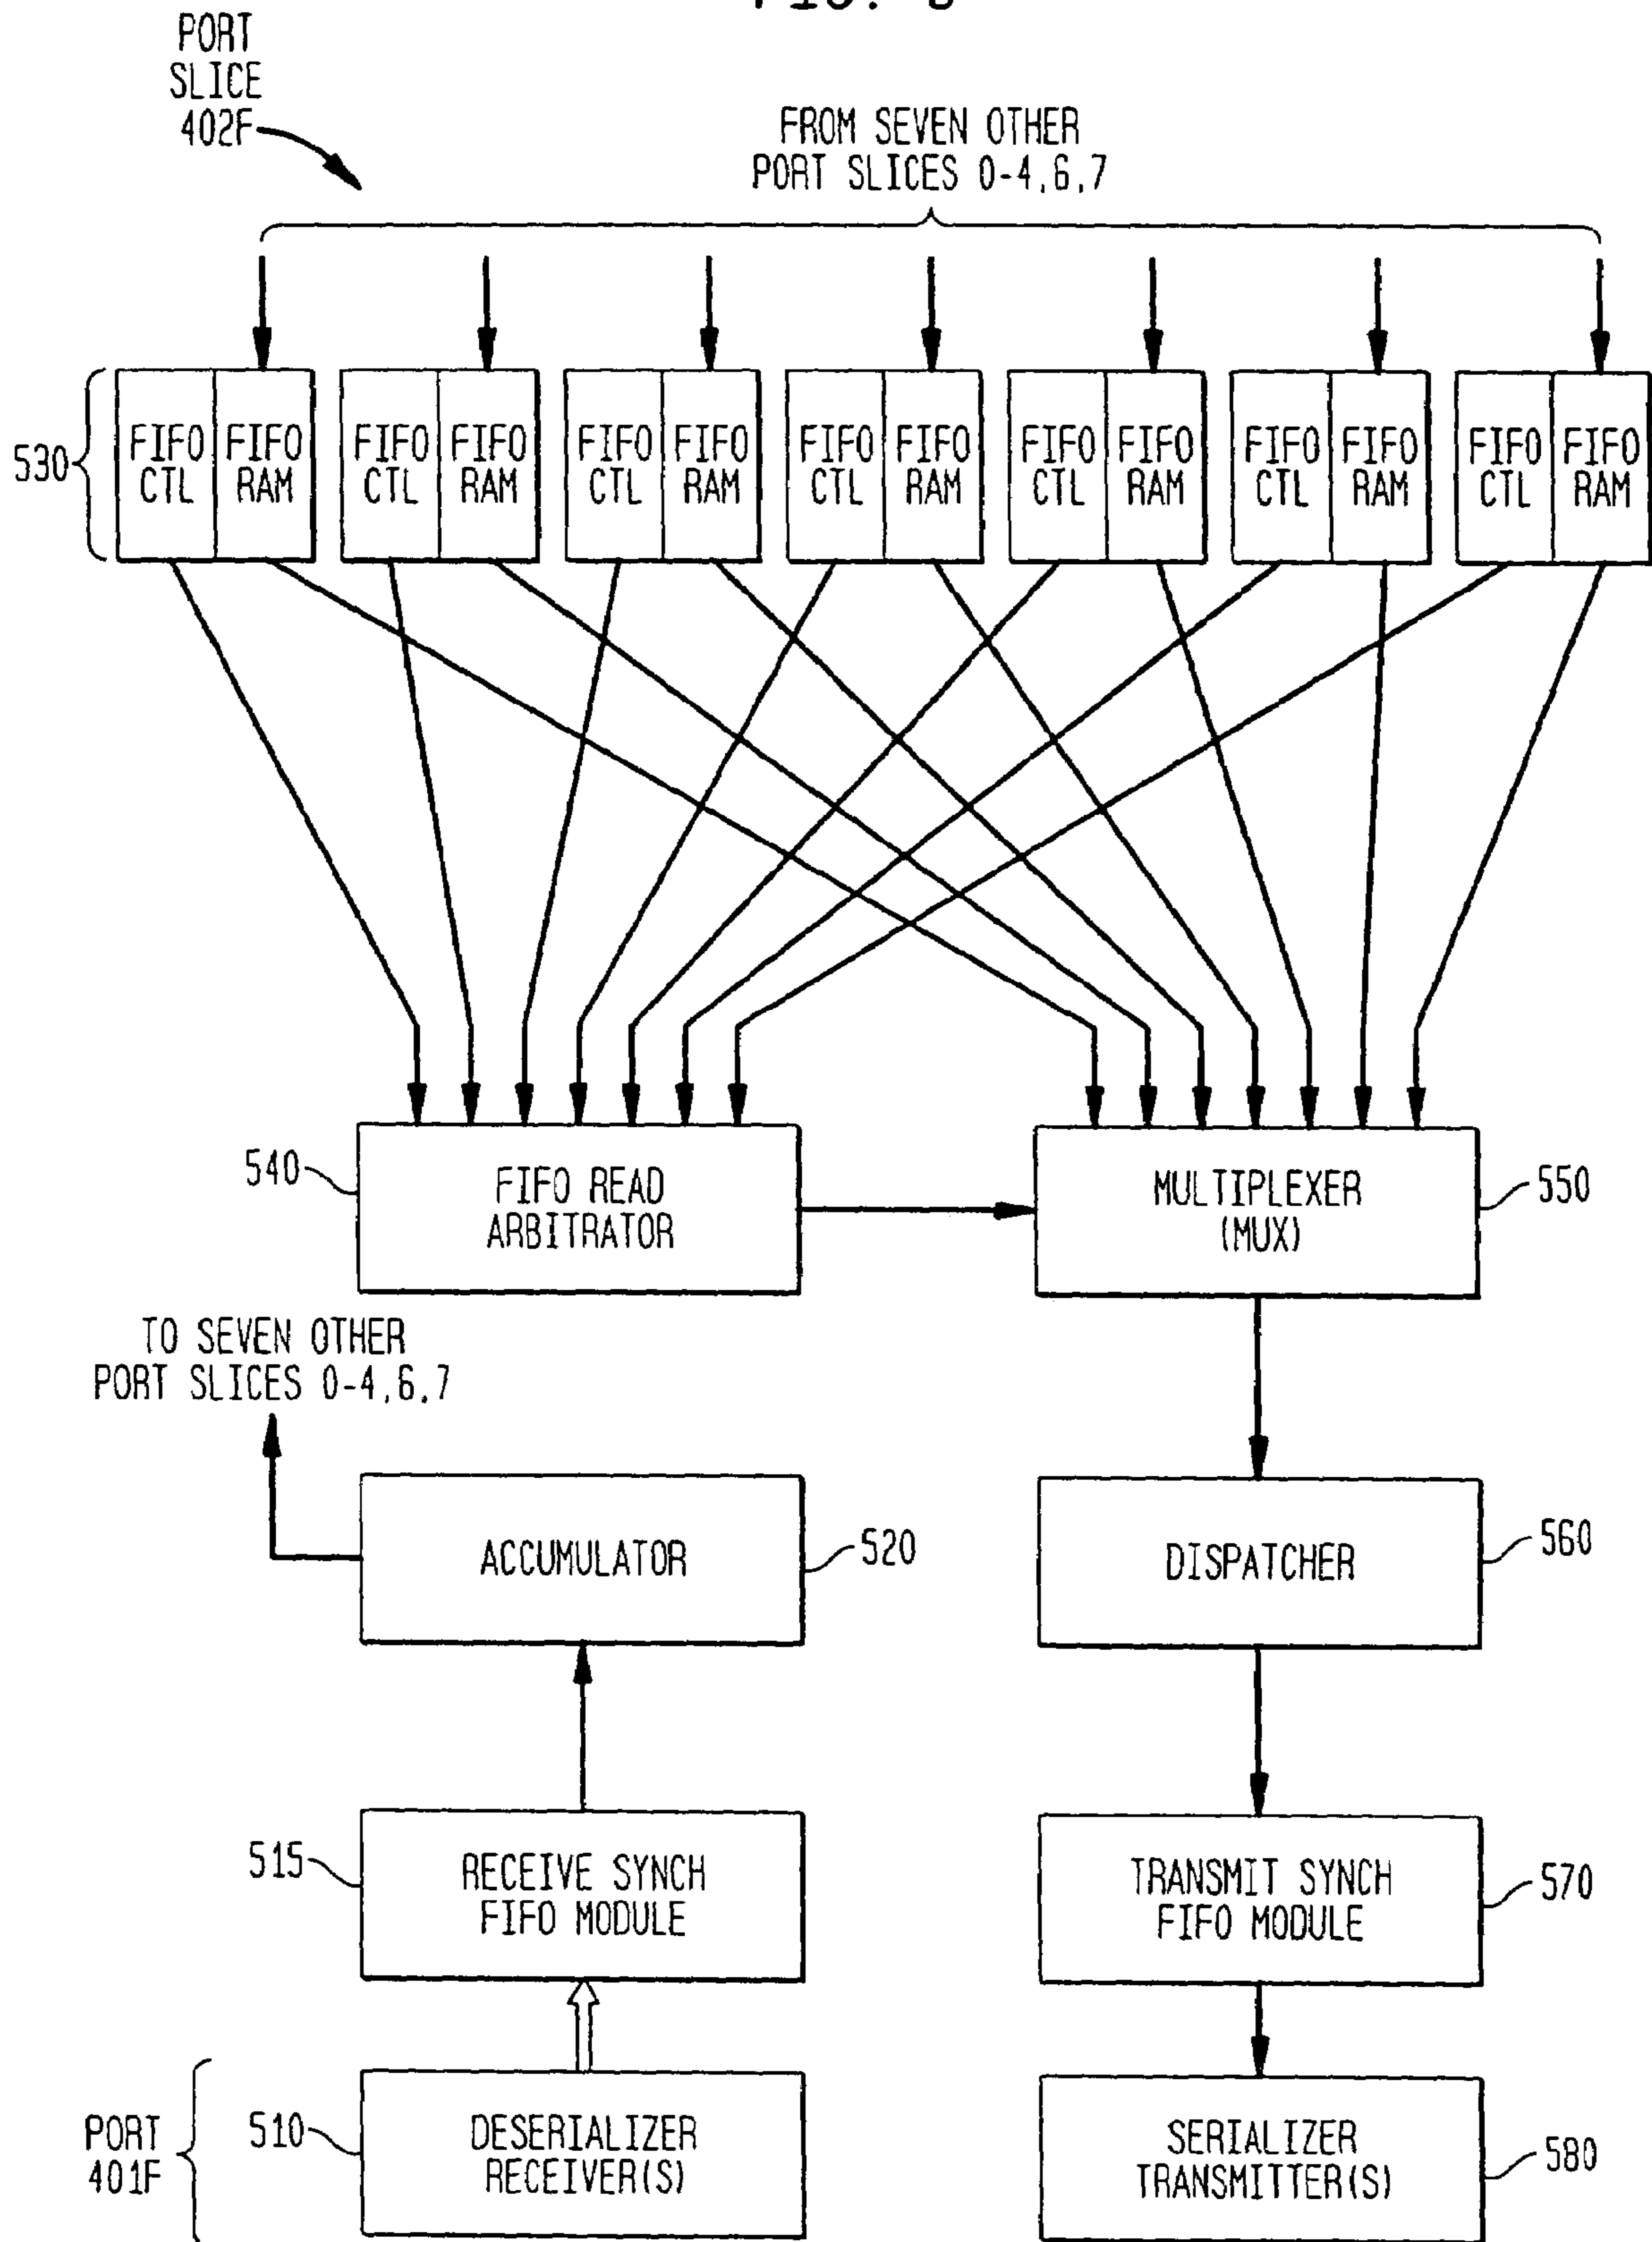 PORT
SLICE
402F
FROM SEVEN OTHER
PORT SLICES 0-4,6,7
530
FIFO CTL
FIFO RAM
FIFO CTL
FIFO RAM
FIFO CTL
FIFO RAM
FIFO CTL
FIFO RAM
FIFO CTL
FIFO RAM
FIFO CTL
FIFO RAM
FIFO CTL
FIFO RAM
540
FIFO READ
ARBITRATOR
MULTIPLEXER
(MUX)
550
TO SEVEN OTHER
PORT SLICES 0-4,6,7
ACCUMULATOR
520
DISPATCHER
560
515
RECEIVE SYNCH
FIFO MODULE
TRANSMIT SYNCH
FIFO MODULE
570
PORT
401F
510
DESERIALIZER
RECEIVER(S)
SERIALIZER
TRANSMITTER(S)
580